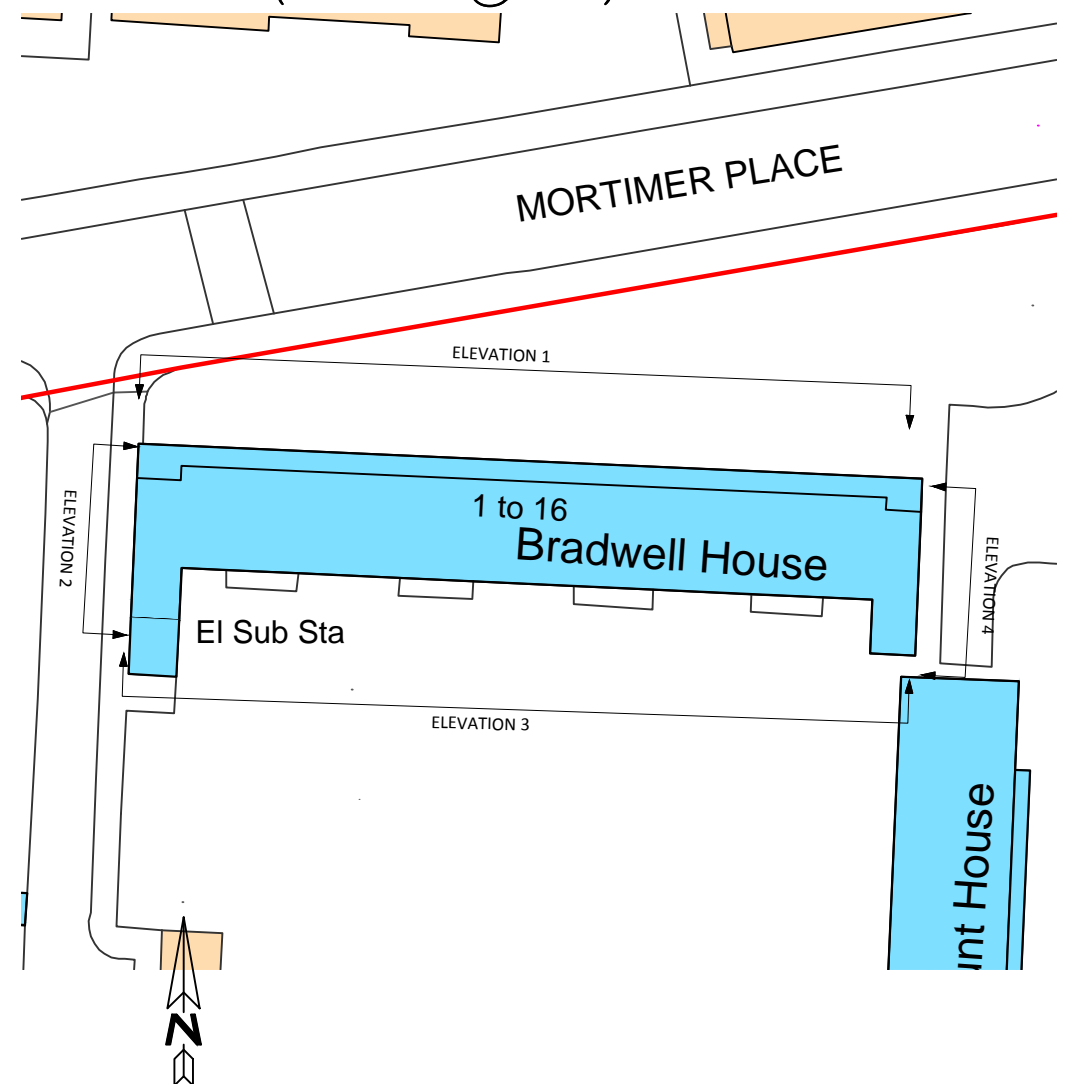 MORTIMER PLACE
ELEVATION 1
ELEVATION 2
1 to 16
Bradwell House
ELEVATION 4
El Sub Sta
ELEVATION 3
House
N